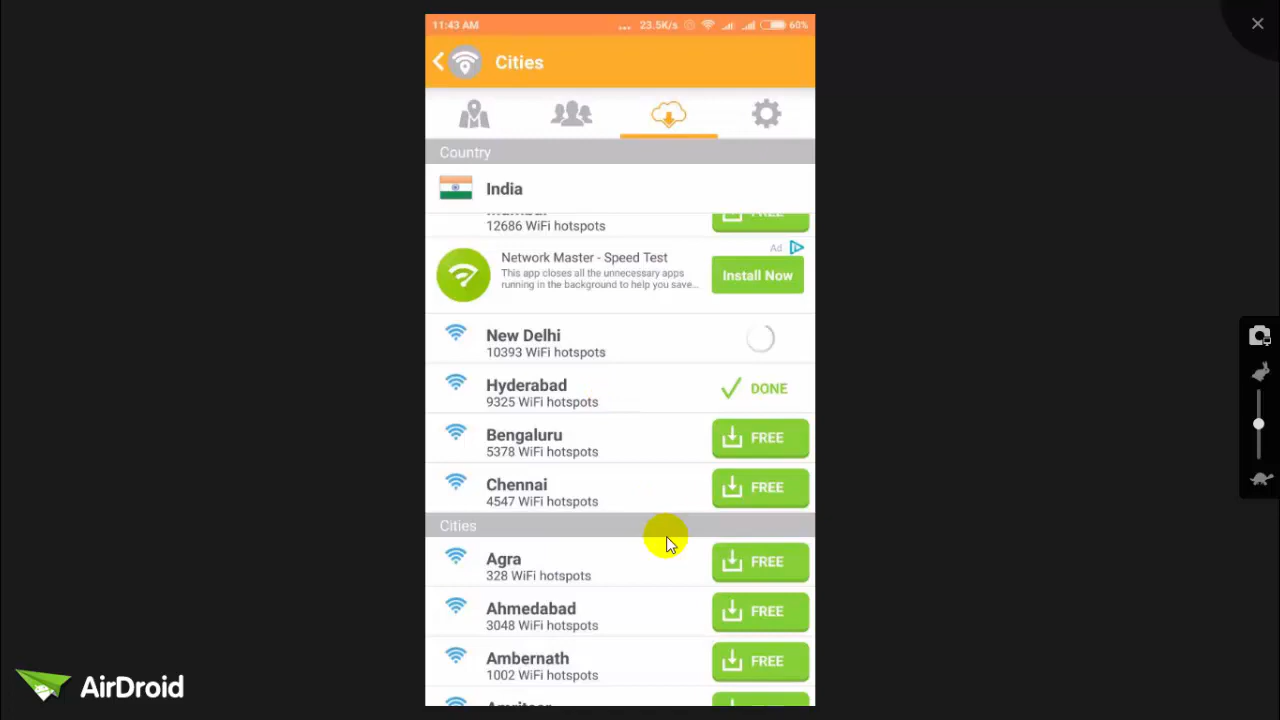 11:43 AM
... 23.5K/s 60%
Cities
Country
India
12686 WiFi hotspots
Ad
Network Master - Speed Test
This app closes all the unnecessary apps
running in the background to help you save...
Install Now
New Delhi
10393 WiFi hotspots
Hyderabad
9325 WiFi hotspots
DONE
Bengaluru
5378 WiFi hotspots
FREE
Chennai
4547 WiFi hotspots
FREE
Cities
Agra
328 WiFi hotspots
FREE
Ahmedabad
3048 WiFi hotspots
FREE
Ambernath
1002 WiFi hotspots
FREE
AirDroid